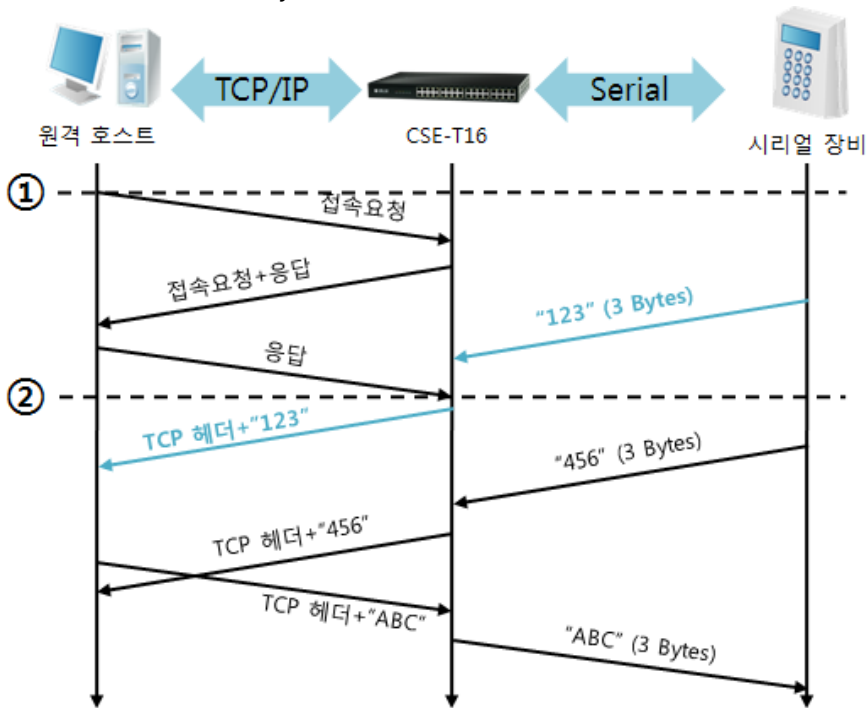 TCP/IP
Serial
원격 호스트
CSE-T16
시리얼 장비
①
접속요청
접속요청+응답
"123" (3 Bytes)
응답
②
TCP 헤더+"123"
"456" (3 Bytes)
TCP 헤더+"456"
TCP 헤더+"ABC"
"ABC" (3 Bytes)